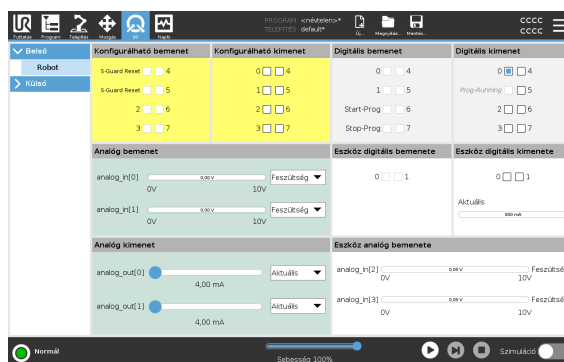 PROGRAM <névtelen>*
TELEPÍTÉS default*
CCCC
CCCC
Futtatás Program Telepítés Mozgás I/O Napló Új... Megnyitás... Mentés...
Belső
Robot
Külső
Konfigurálható bemenet
S-Guard Reset 4
S-Guard Reset 5
2 6
3 7
Konfigurálható kimenet
0 4
1 5
2 6
3 7
Digitális bemenet
0 4
1 5
Start-Prog 6
Stop-Prog 7
Digitális kimenet
0 4
Prog-Running 5
2 6
3 7
Analóg bemenet
analog_in[0] 0,00 V Feszültség
0V 10V
analog_in[1] 0,00 V Feszültség
0V 10V
Eszköz digitális bemenete
0 1
Eszköz digitális kimenete
0 1
Aktuális
000 mA
Analóg kimenet
analog_out[0] Aktuális
4,00 mA
analog_out[1] Aktuális
4,00 mA
Eszköz analóg bemenete
analog_in[2] 0,00 V Feszültsé
0V 10V
analog_in[3] 0,00 V Feszültsé
0V 10V
Normál
Sebesség 100%
Szimuláció